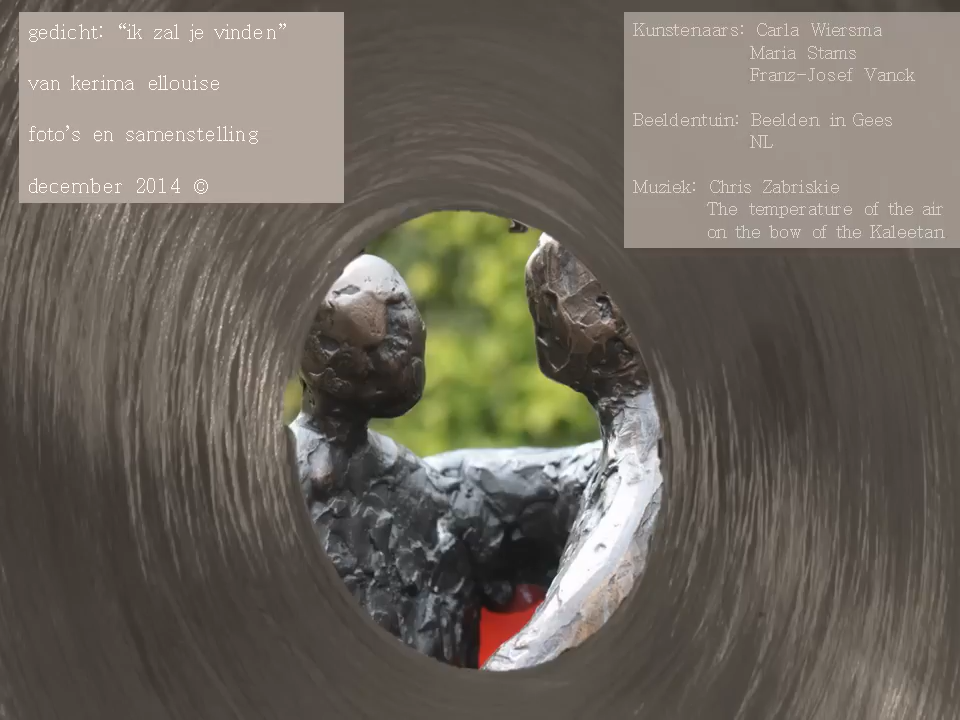 gedicht: “ik zal je vinden”
van kerima ellouise
foto’s en samenstelling
december 2014 ©
Kunstenaars: Carla Wiersma
Maria Stams
Franz-Josef Vanck
Beeldentuin: Beelden in Gees
NL
Muziek: Chris Zabriskie
The temperature of the air
on the bow of the Kaleetan